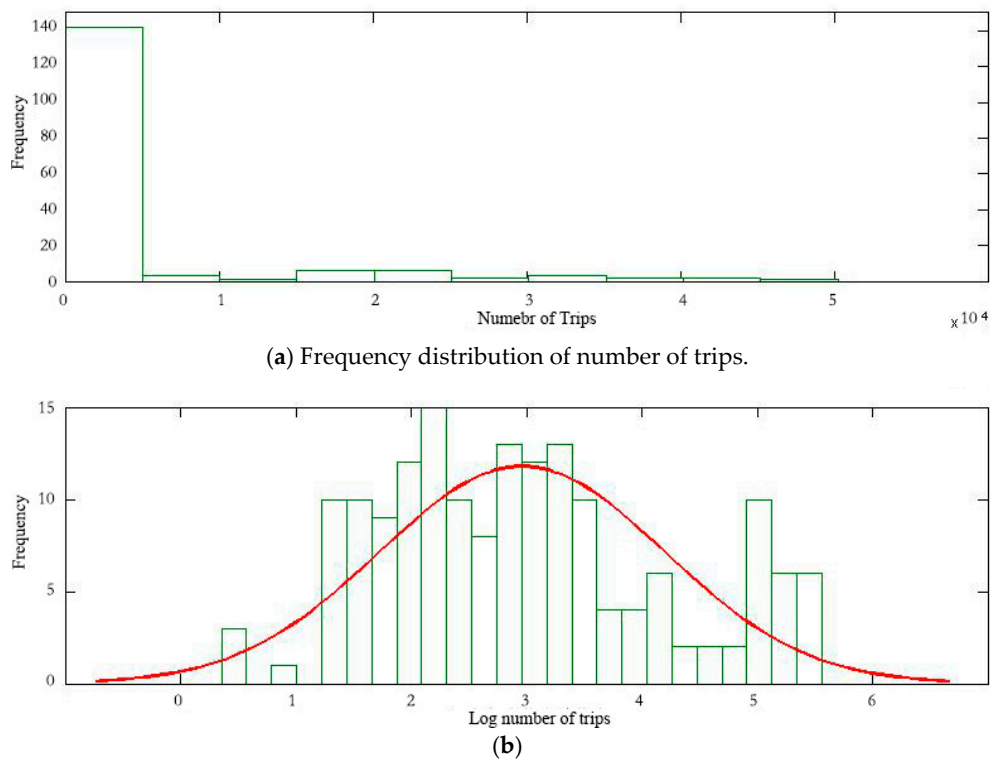 140
120
100
80
60
40
20
0
Frequency
0 1 2 3 4 5
Numebr of Trips
x10 4
(a) Frequency distribution of number of trips.
15
10
5
0
Frequency
0 1 2 3 4 5 6
Log number of trips
(b)